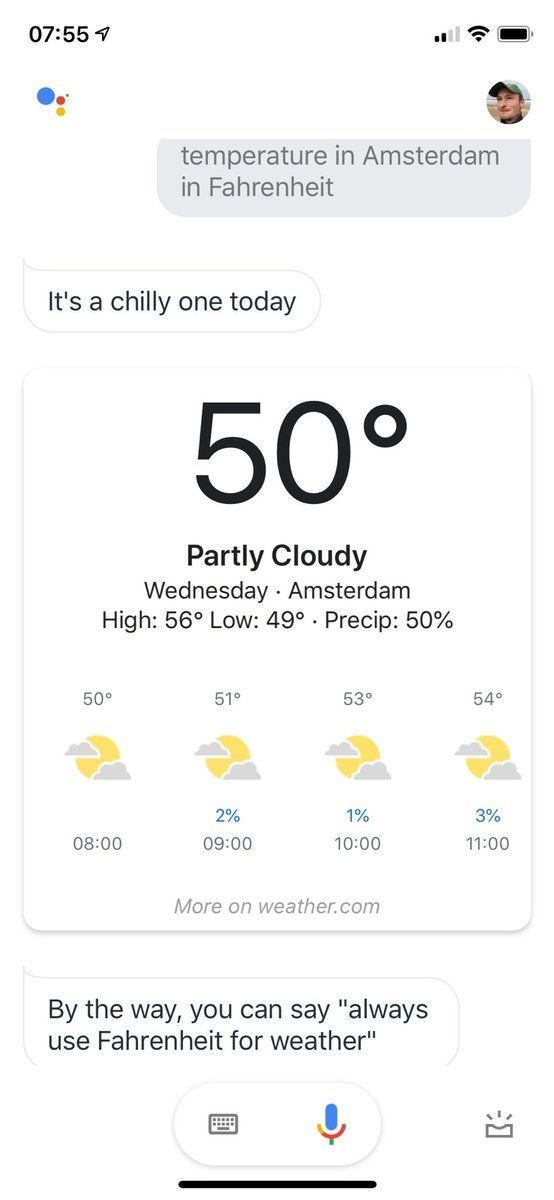 07:55
temperature in Amsterdam
in Fahrenheit
It's a chilly one today
50°
Partly Cloudy
Wednesday · Amsterdam
High: 56° Low: 49° · Precip: 50%
50° 51° 53° 54°
2% 1% 3%
08:00 09:00 10:00 11:00
More on weather.com
By the way, you can say "always
use Fahrenheit for weather"